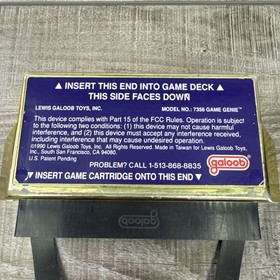 ▲ INSERT THIS END INTO GAME DECK ▲
THIS SIDE FACES DOWN
LEWIS GALOOB TOYS, INC. MODEL NO.: 7356 GAME GENIE™
This device complies with Part 15 of the FCC Rules. Operation is subject
to the following two conditions: (1) this device may not cause harmful
interference, and (2) this device must accept any interference received,
including interference that may cause undesired operation.
©1990 Lewis Galoob Toys, Inc. All Rights Reserved. Made in Taiwan for Lewis Galoob Toys,
Inc., South San Francisco, CA 94080.
U.S. Patent Pending
PROBLEM? CALL 1-513-868-8835
galoob
▼ INSERT GAME CARTRIDGE ONTO THIS END ▼
galoob